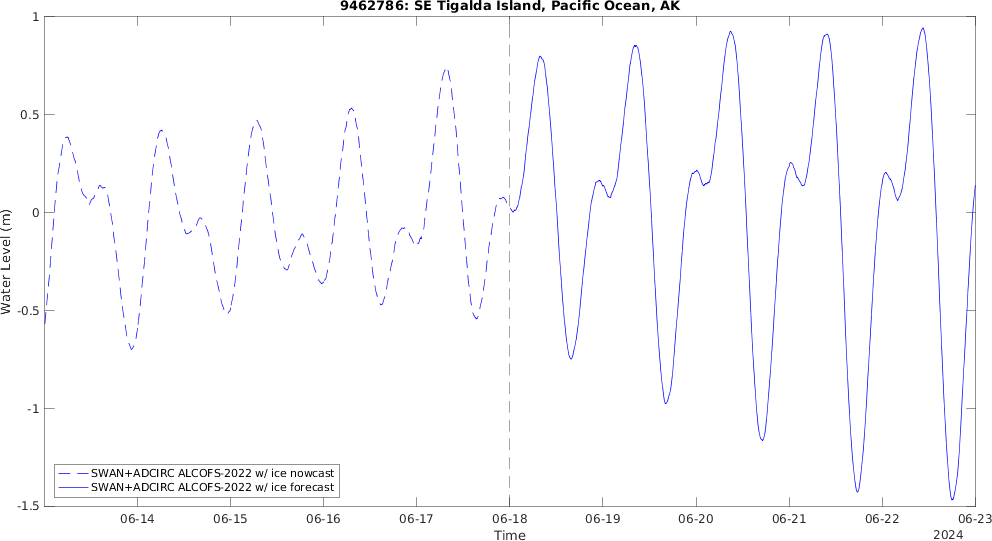 9462786: SE Tigalda Island, Pacific Ocean, AK
1
0.5
0
-0.5
-1
-1.5
Water Level (m)
SWAN+ADCIRC ALCOFS-2022 w/ ice nowcast
SWAN+ADCIRC ALCOFS-2022 w/ ice forecast
06-14 06-15 06-16 06-17 06-18 06-19 06-20 06-21 06-22 06-23
Time
2024